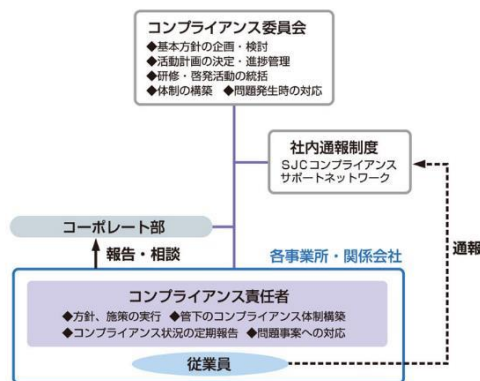 コンプライアンス委員会
◆基本方針の企画・検討
◆活動計画の決定・進捗管理
◆研修・啓発活動の統括
◆体制の構築 ◆問題発生時の対応
社内通報制度
SJCコンプライアンス
サポートネットワーク
コーポレート部
報告・相談
通報
各事業所・関係会社
コンプライアンス責任者
◆方針、施策の実行 ◆管下のコンプライアンス体制構築
◆コンプライアンス状況の定期報告 ◆問題事案への対応
従業員